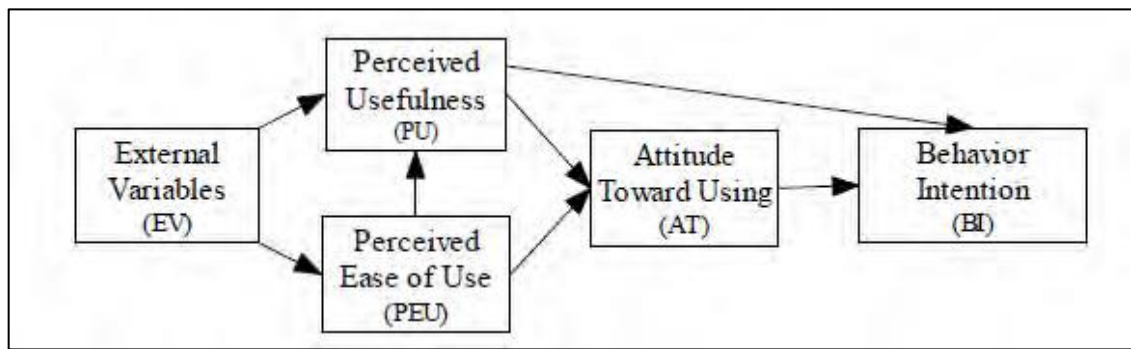 External
Variables
(EV)
Perceived
Usefulness
(PU)
Perceived
Ease of Use
(PEU)
Attitude
Toward Using
(AT)
Behavior
Intention
(BI)